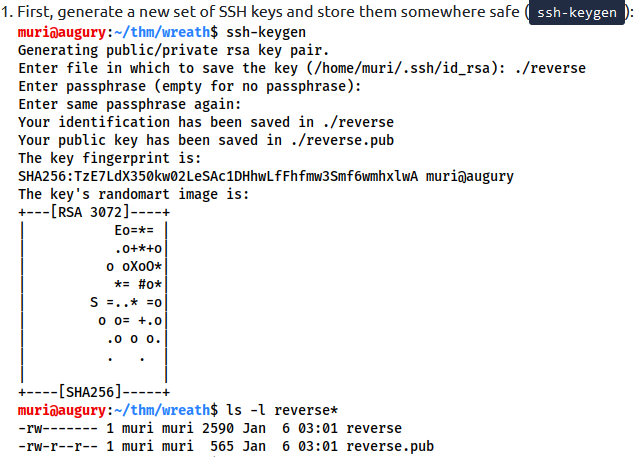 1. First, generate a new set of SSH keys and store them somewhere safe ( ssh-keygen ):
muri@augury:~/thm/wreath$ ssh-keygen
Generating public/private rsa key pair.
Enter file in which to save the key (/home/muri/.ssh/id_rsa): ./reverse
Enter passphrase (empty for no passphrase):
Enter same passphrase again:
Your identification has been saved in ./reverse
Your public key has been saved in ./reverse.pub
The key fingerprint is:
SHA256:TzE7LdX350kw02LeSAc1DHhwLfFhfmw3Smf6wmhxlwA muri@augury
The key's randomart image is:
+---[RSA 3072]----+
|           Eo=*= |
|           .o+*+o|
|          o oXoO*|
|           *= #o*|
|        S =..* =o|
|         o o= +.o|
|          .o o o.|
|          .   .  |
|                 |
+----[SHA256]-----+
muri@augury:~/thm/wreath$ ls -l reverse*
-rw------- 1 muri muri 2590 Jan  6 03:01 reverse
-rw-r--r-- 1 muri muri  565 Jan  6 03:01 reverse.pub